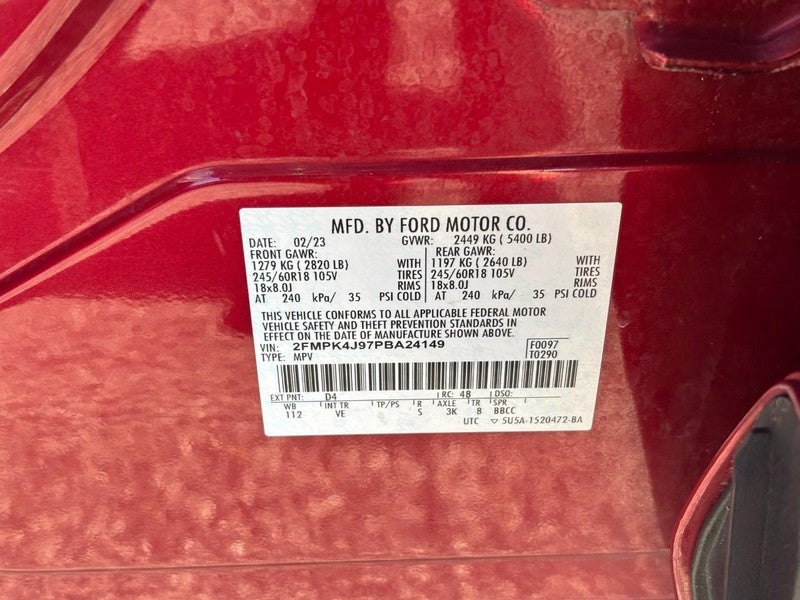 MFD. BY FORD MOTOR CO.
DATE: 02/23 GVWR: 2449 KG ( 5400 LB)
FRONT GAWR: REAR GAWR:
1279 KG ( 2820 LB) WITH 1197 KG ( 2640 LB) WITH
245/60R18 105V TIRES 245/60R18 105V TIRES
18x8.0J RIMS 18x8.0J RIMS
AT 240 kPa/ 35 PSI COLD AT 240 kPa/ 35 PSI COLD
THIS VEHICLE CONFORMS TO ALL APPLICABLE FEDERAL MOTOR
VEHICLE SAFETY AND THEFT PREVENTION STANDARDS IN
EFFECT ON THE DATE OF MANUFACTURE SHOWN ABOVE.
VIN: 2FMPK4J97PBA24149 F0097
TYPE: MPV T0290
EXT PNT: D4 RC: 48 DSO:
WB INT TR TP/PS R AXLE TR SPR
112 VE S 3K 8 BBCC
UTC ▽ 5U5A-1520472-BA